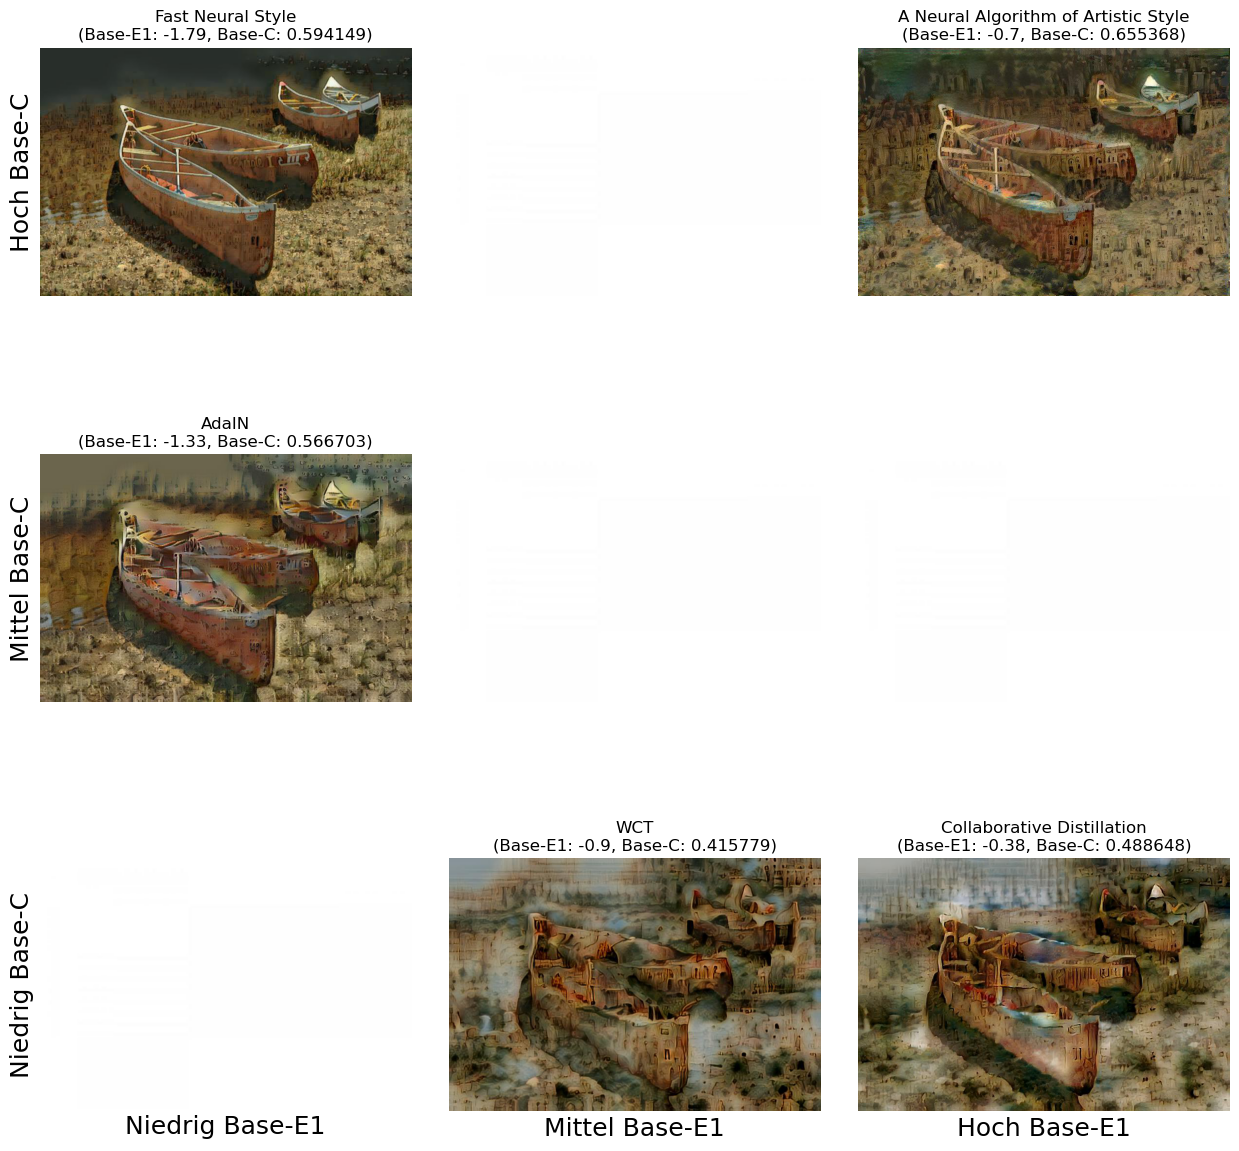 Fast Neural Style
(Base-E1: -1.79, Base-C: 0.594149)
A Neural Algorithm of Artistic Style
(Base-E1: -0.7, Base-C: 0.655368)
Hoch Base-C
AdaIN
(Base-E1: -1.33, Base-C: 0.566703)
Mittel Base-C
WCT
(Base-E1: -0.9, Base-C: 0.415779)
Collaborative Distillation
(Base-E1: -0.38, Base-C: 0.488648)
Niedrig Base-C
Niedrig Base-E1
Mittel Base-E1
Hoch Base-E1